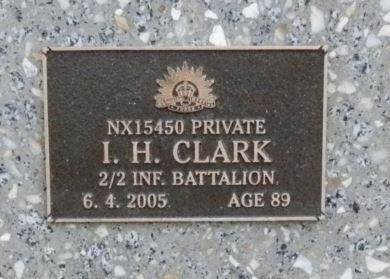 NX15450 PRIVATE
I. H. CLARK
2/2 INF. BATTALION
6. 4. 2005 AGE 89